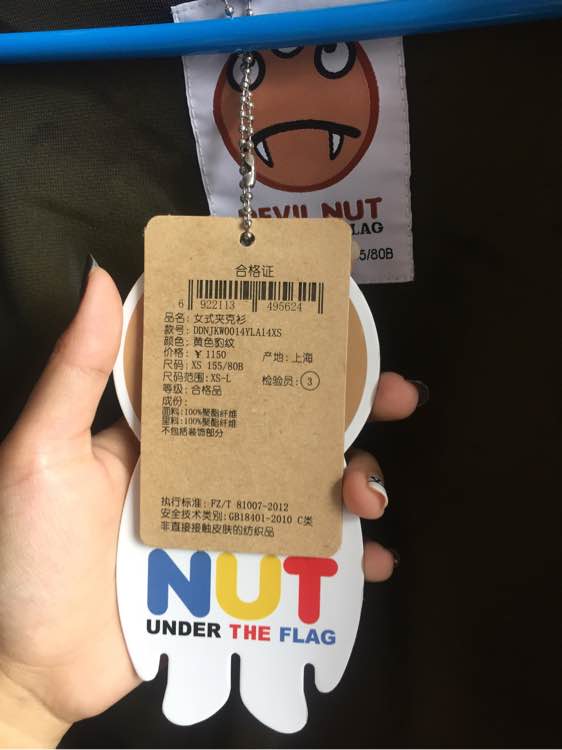 DEVIL NUT
LAG
5/80B
合格证
6 922113 495624
品名:女式夹克衫
款号:DDNJKW0014YLA14XS
颜色:黄色豹纹
价格:￥1150
产地:上海
尺码:XS 155/80B
尺码范围:XS-L
检验员:3
等级:合格品
成份:
面料:100%聚酯纤维
里料:100%聚酯纤维
不包括装饰部分
执行标准:FZ/T 81007-2012
安全技术类别:GB18401-2010 C类
非直接接触皮肤的纺织品
NUT
UNDER THE FLAG